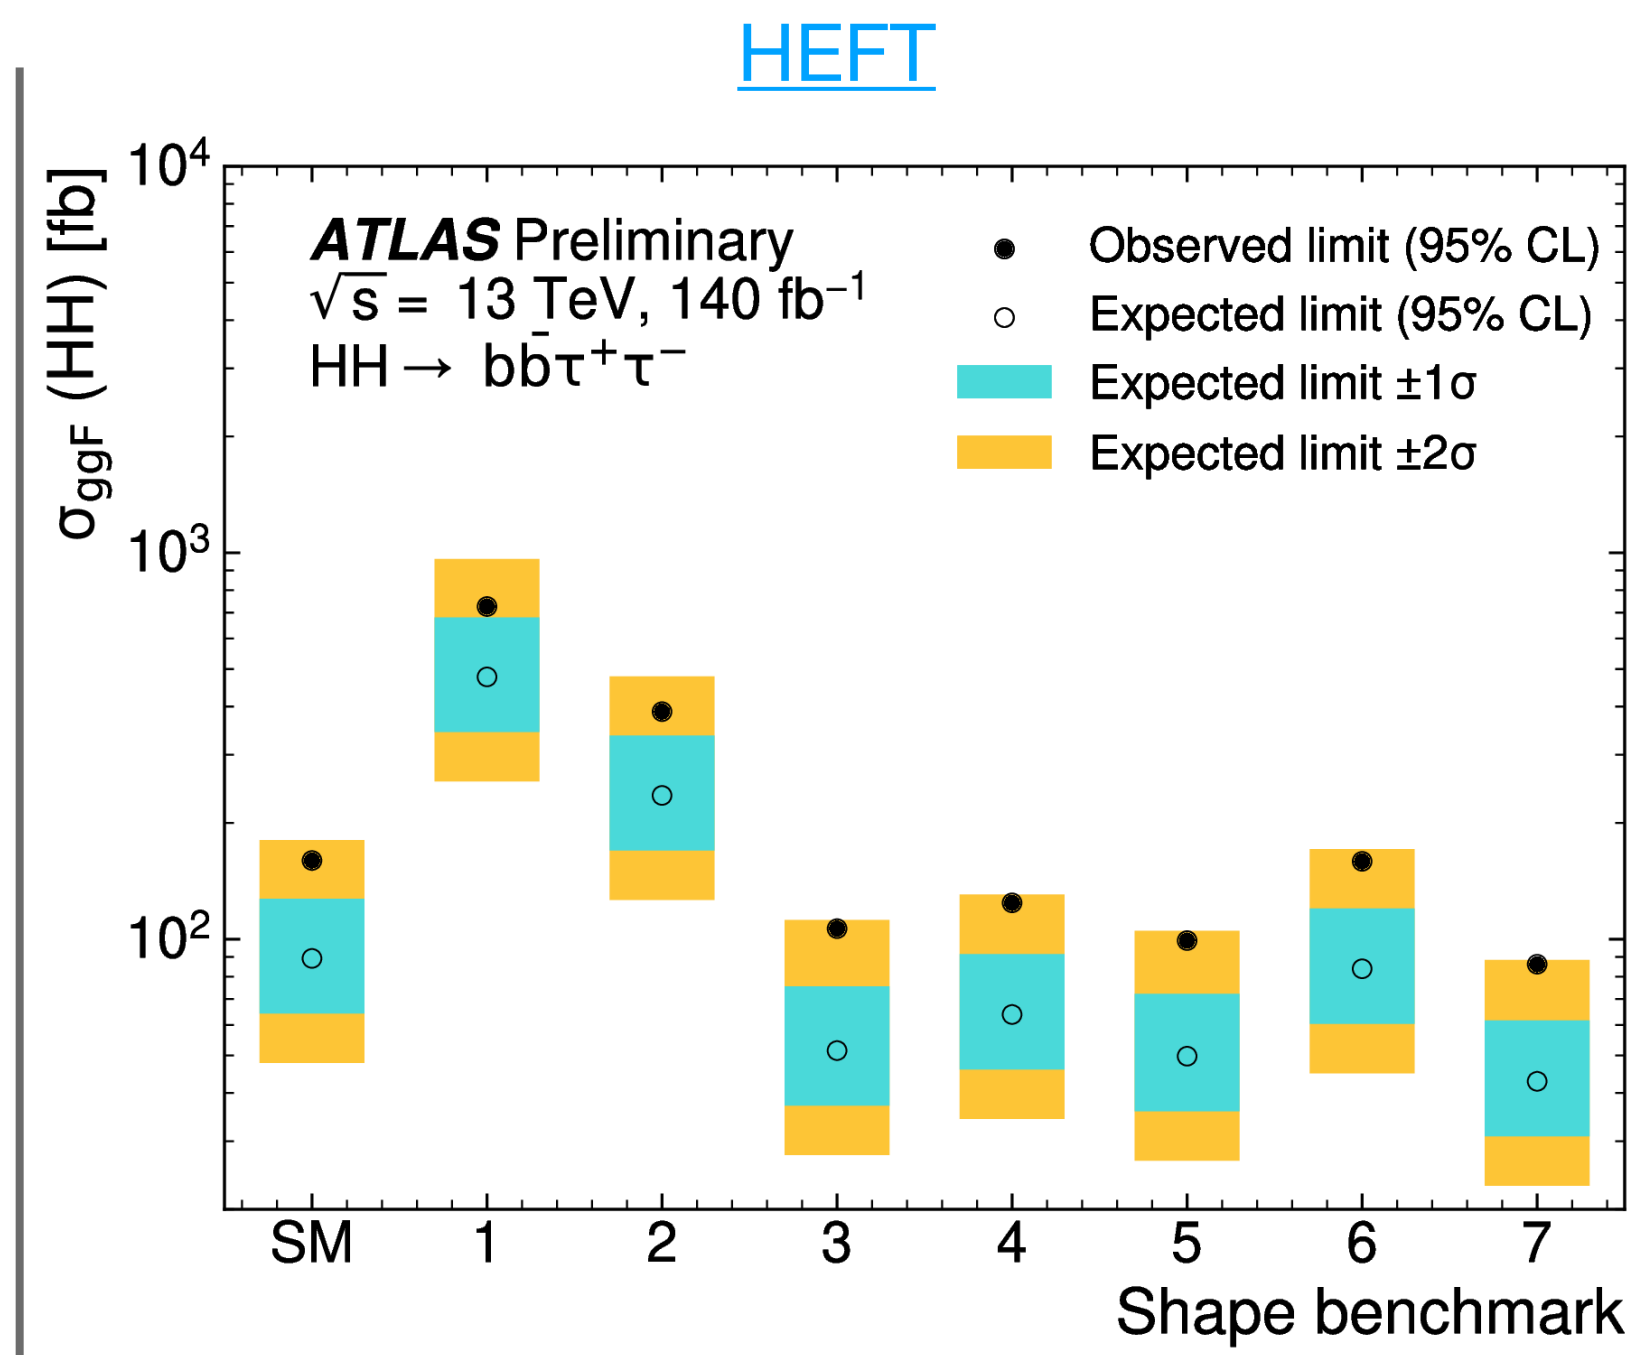 HEFT
10⁴
10³
10²
σggF (HH) [fb]
ATLAS Preliminary
√s = 13 TeV, 140 fb⁻¹
HH → bb̄τ⁺τ⁻
Observed limit (95% CL)
Expected limit (95% CL)
Expected limit ±1σ
Expected limit ±2σ
SM 1 2 3 4 5 6 7
Shape benchmark